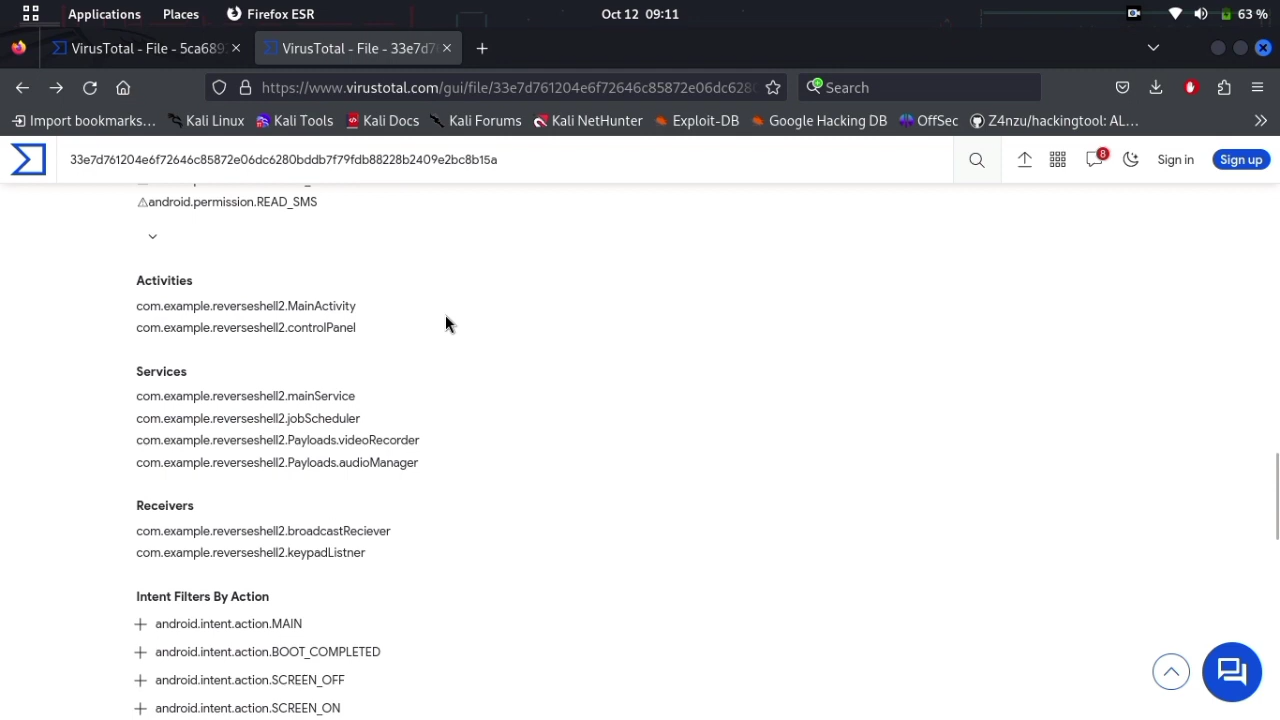 Applications Places Firefox ESR Oct 12 09:11 63 %
VirusTotal - File - 5ca689 VirusTotal - File - 33e7d7
https://www.virustotal.com/gui/file/33e7d761204e6f72646c85872e06dc628 Search
Import bookmarks... Kali Linux Kali Tools Kali Docs Kali Forums Kali NetHunter Exploit-DB Google Hacking DB OffSec Z4nzu/hackingtool: AL...
33e7d761204e6f72646c85872e06dc6280bddb7f79fdb88228b2409e2bc8b15a 8 Sign in Sign up
android.permission.READ_SMS
Activities
com.example.reverseshell2.MainActivity
com.example.reverseshell2.controlPanel
Services
com.example.reverseshell2.mainService
com.example.reverseshell2.jobScheduler
com.example.reverseshell2.Payloads.videoRecorder
com.example.reverseshell2.Payloads.audioManager
Receivers
com.example.reverseshell2.broadcastReciever
com.example.reverseshell2.keypadListner
Intent Filters By Action
android.intent.action.MAIN
android.intent.action.BOOT_COMPLETED
android.intent.action.SCREEN_OFF
android.intent.action.SCREEN_ON